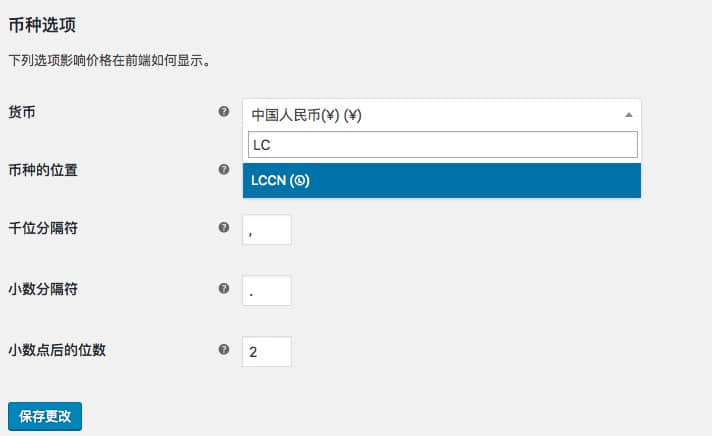 币种选项
下列选项影响价格在前端如何显示。
货币
中国人民币(¥) (¥)
LC
币种的位置
LCCN (©)
千位分隔符
,
小数分隔符
.
小数点后的位数
2
保存更改